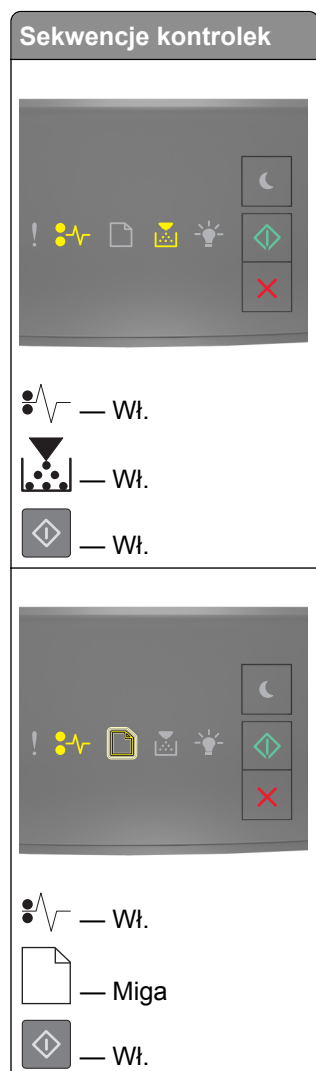 Sekwencje kontrolek
— Wł.
— Wł.
— Wł.
— Wł.
— Miga
— Wł.